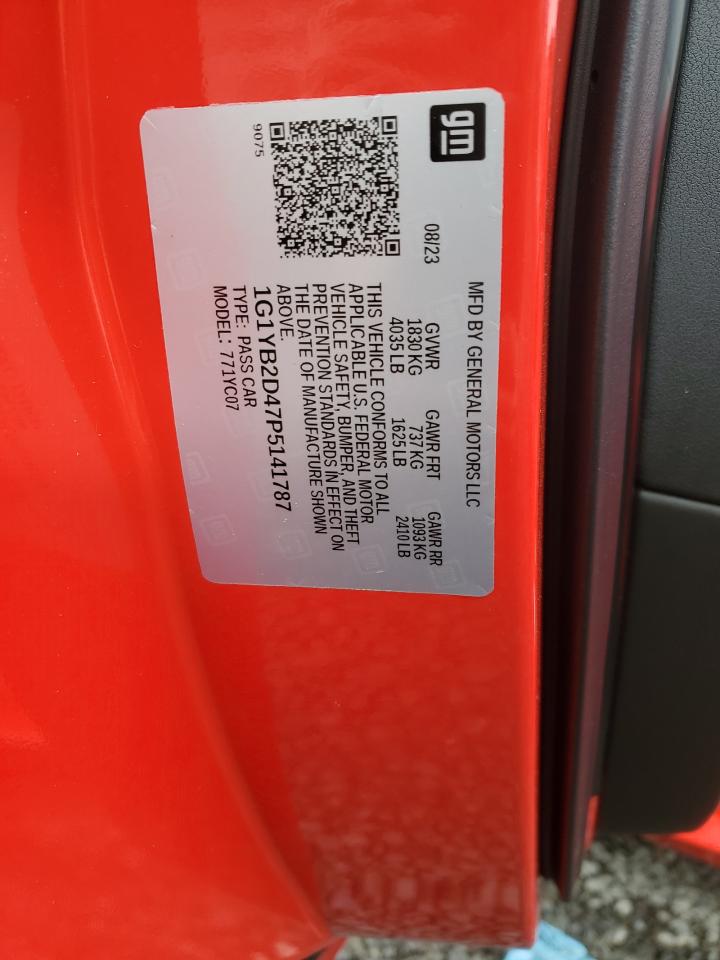 gm
08/23
MFD BY GENERAL MOTORS LLC
GVWR GAWR FRT GAWR RR
1830 KG 737 KG 1093 KG
4035 LB 1625 LB 2410 LB
THIS VEHICLE CONFORMS TO ALL
APPLICABLE U.S. FEDERAL MOTOR
VEHICLE SAFETY, BUMPER, AND THEFT
PREVENTION STANDARDS IN EFFECT ON
THE DATE OF MANUFACTURE SHOWN
ABOVE.
1G1YB2D47P5141787
TYPE: PASS CAR
MODEL: 771YC07
9075